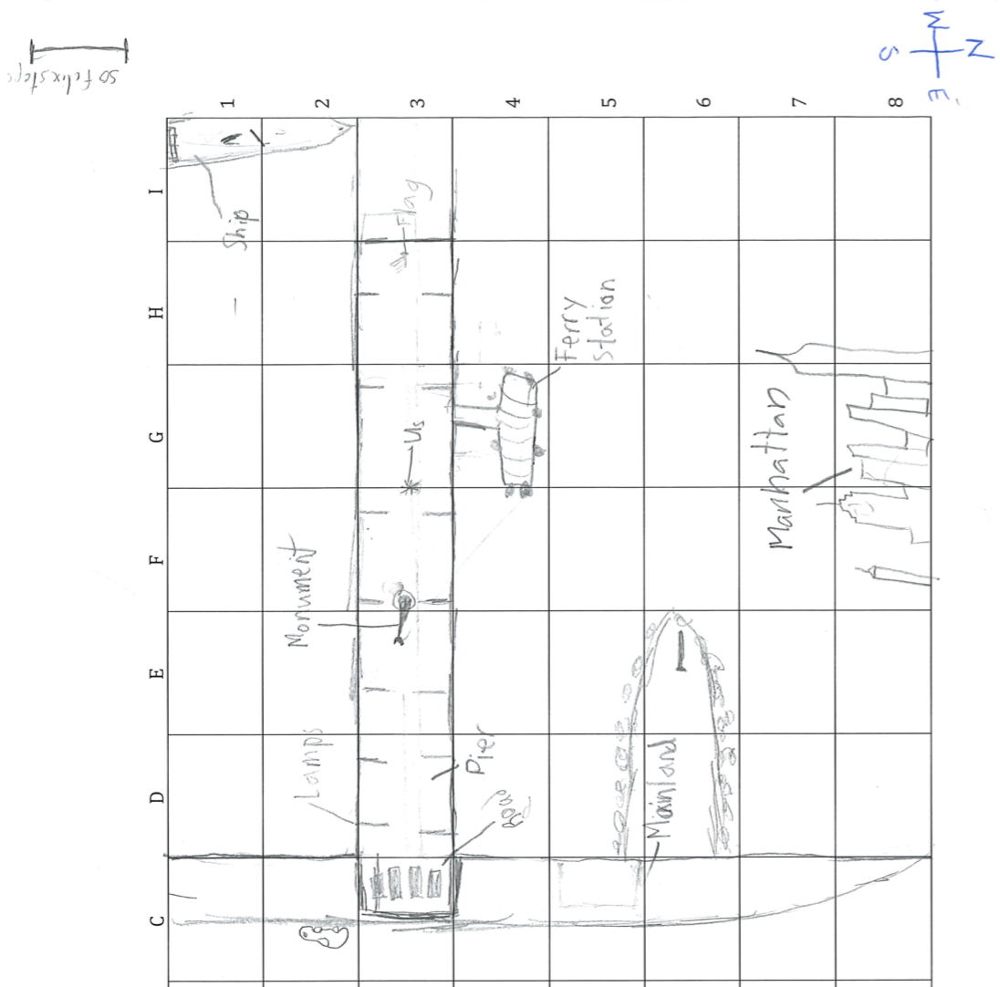 W
S N
E
50 felix steps
1 2 3 4 5 6 7 8
I
H
G
F
E
D
C
Ship
Flag
Ferry
Station
Us
Manhattan
Monument
Lamps
Pier
Mainland